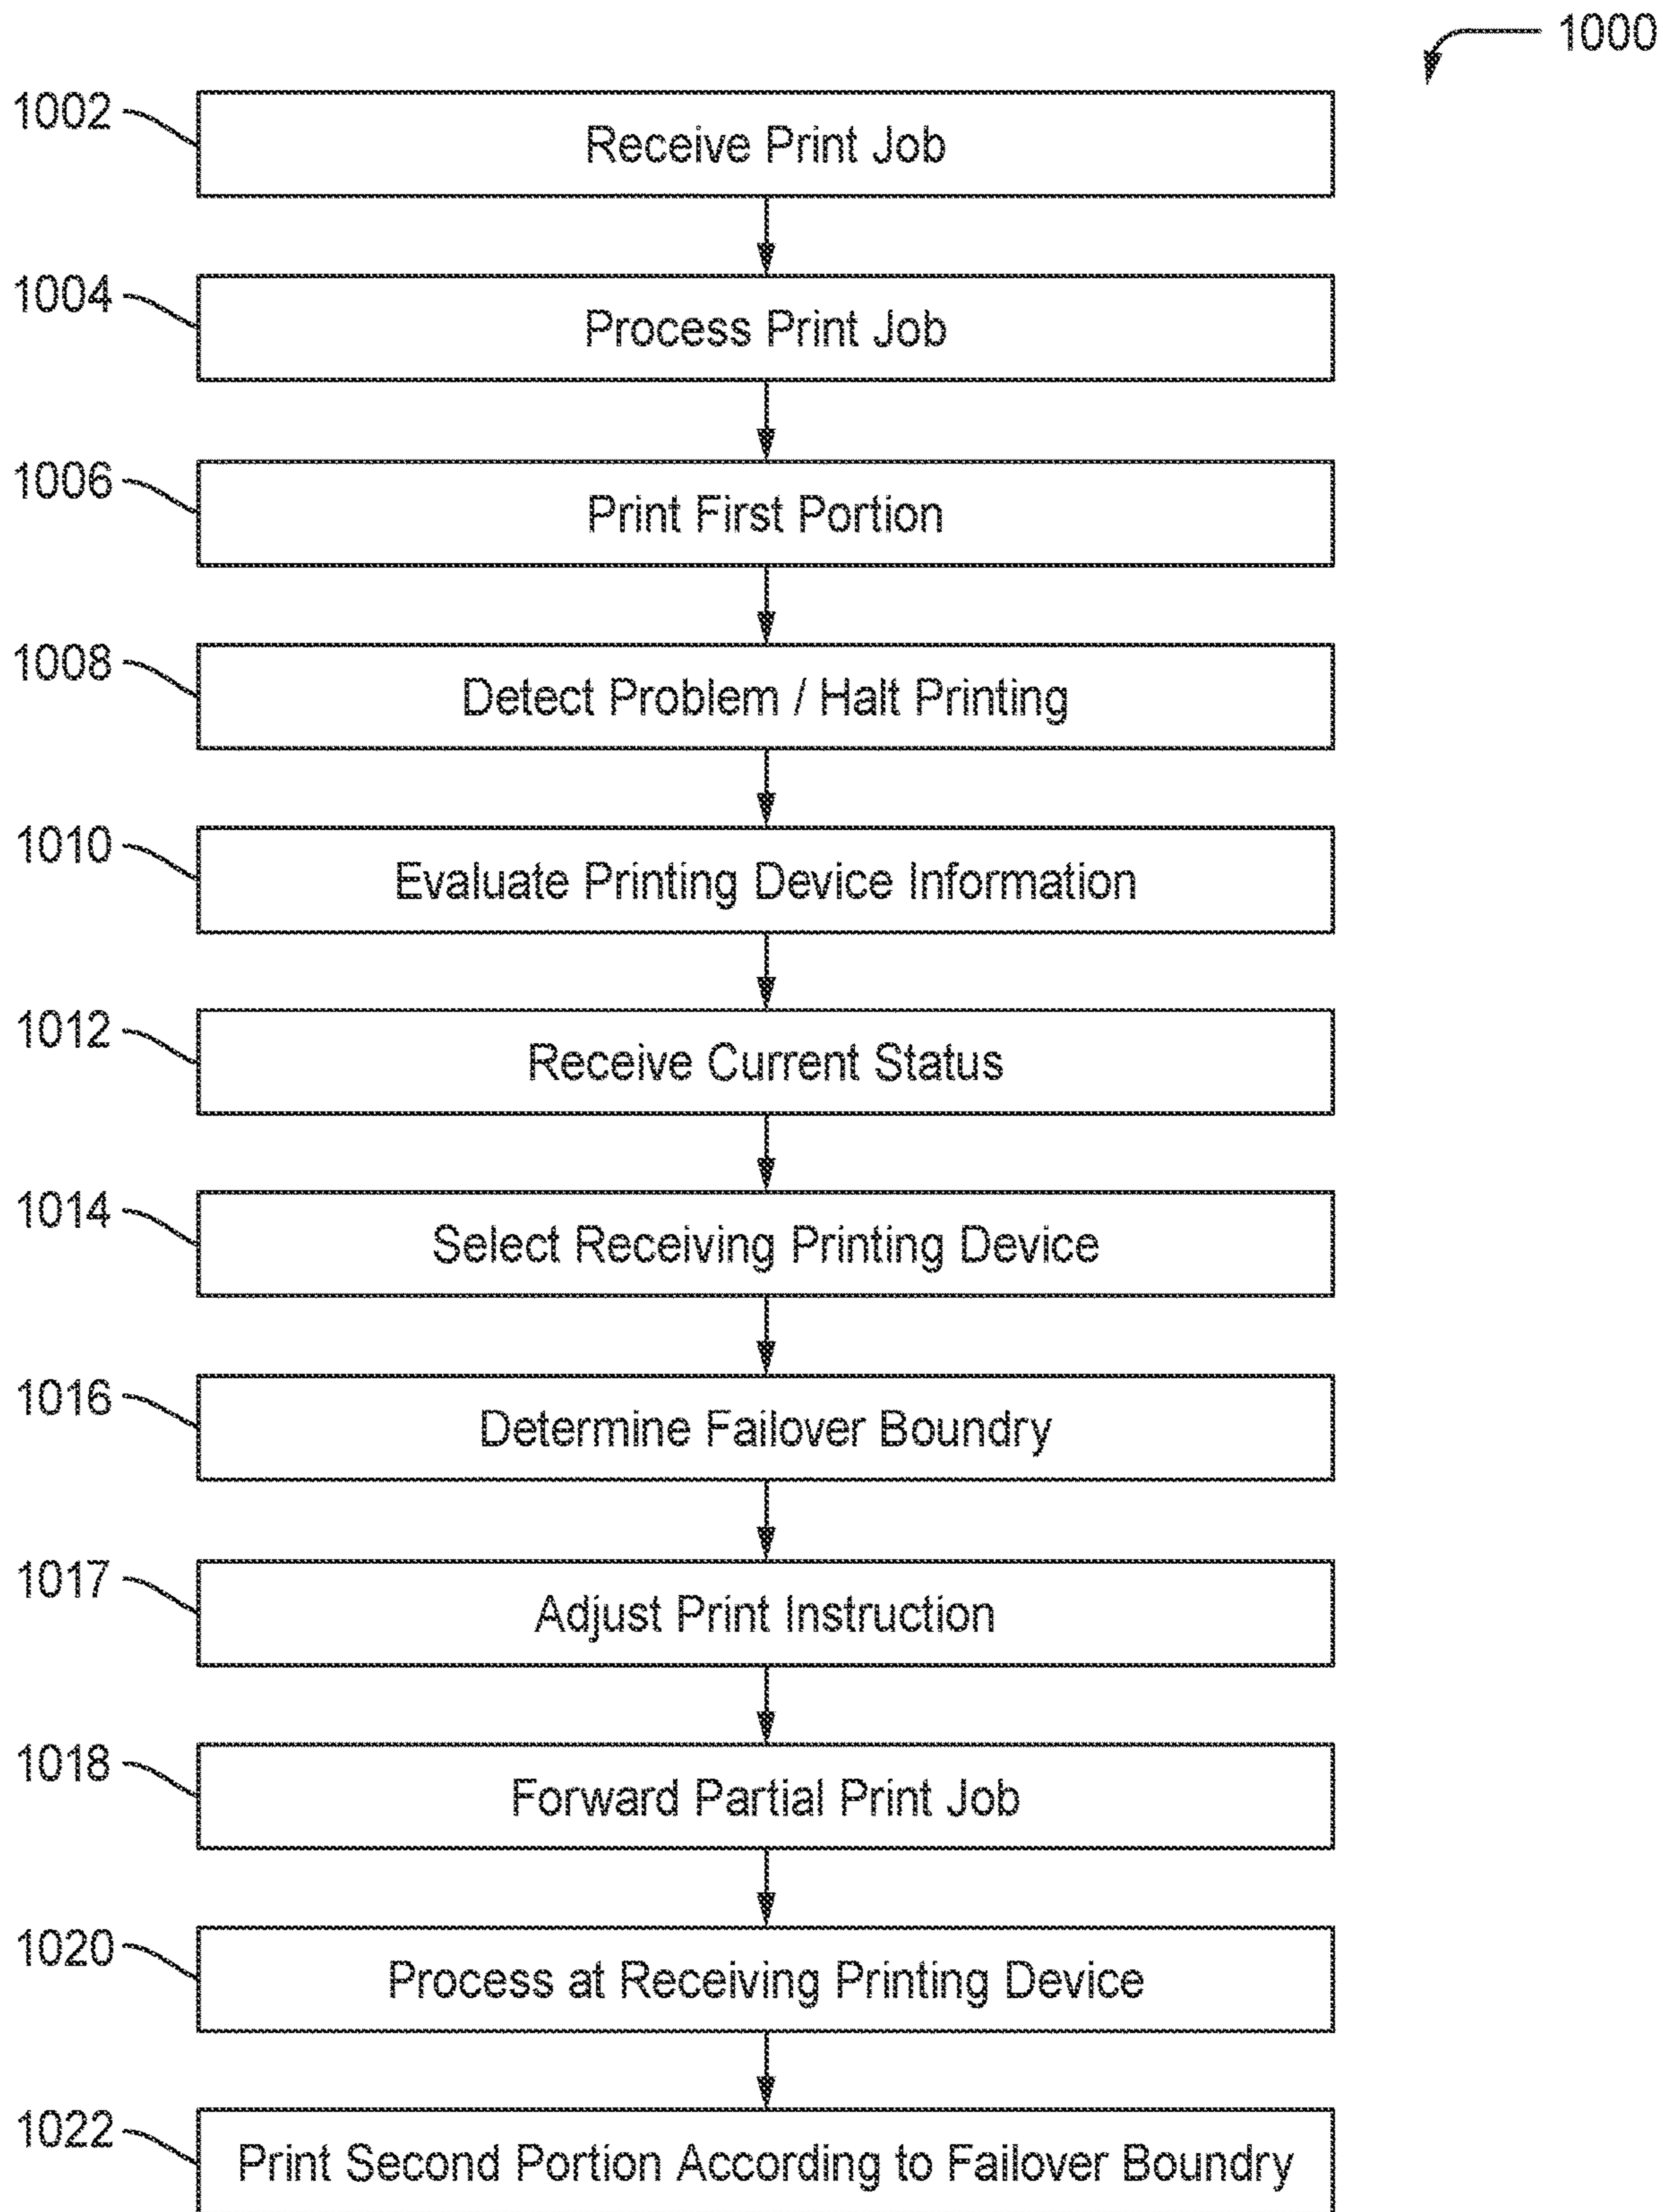 1000
1002 Receive Print Job
1004 Process Print Job
1006 Print First Portion
1008 Detect Problem / Halt Printing
1010 Evaluate Printing Device Information
1012 Receive Current Status
1014 Select Receiving Printing Device
1016 Determine Failover Boundry
1017 Adjust Print Instruction
1018 Forward Partial Print Job
1020 Process at Receiving Printing Device
1022 Print Second Portion According to Failover Boundry